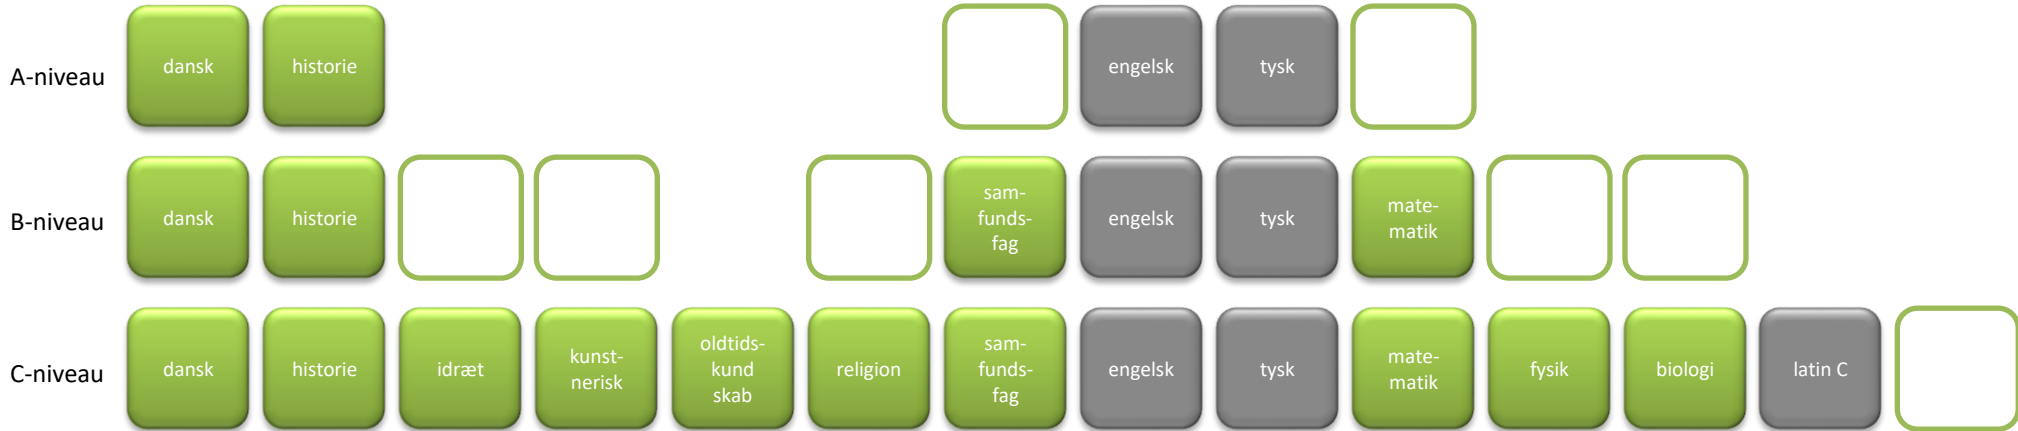 A-niveau
dansk
historie
engelsk
tysk
B-niveau
dansk
historie
sam-
funds-
fag
engelsk
tysk
mate-
matik
C-niveau
dansk
historie
idræt
kunst-
nerisk
oldtids-
kund
skab
religion
sam-
funds-
fag
engelsk
tysk
mate-
matik
fysik
biologi
latin C